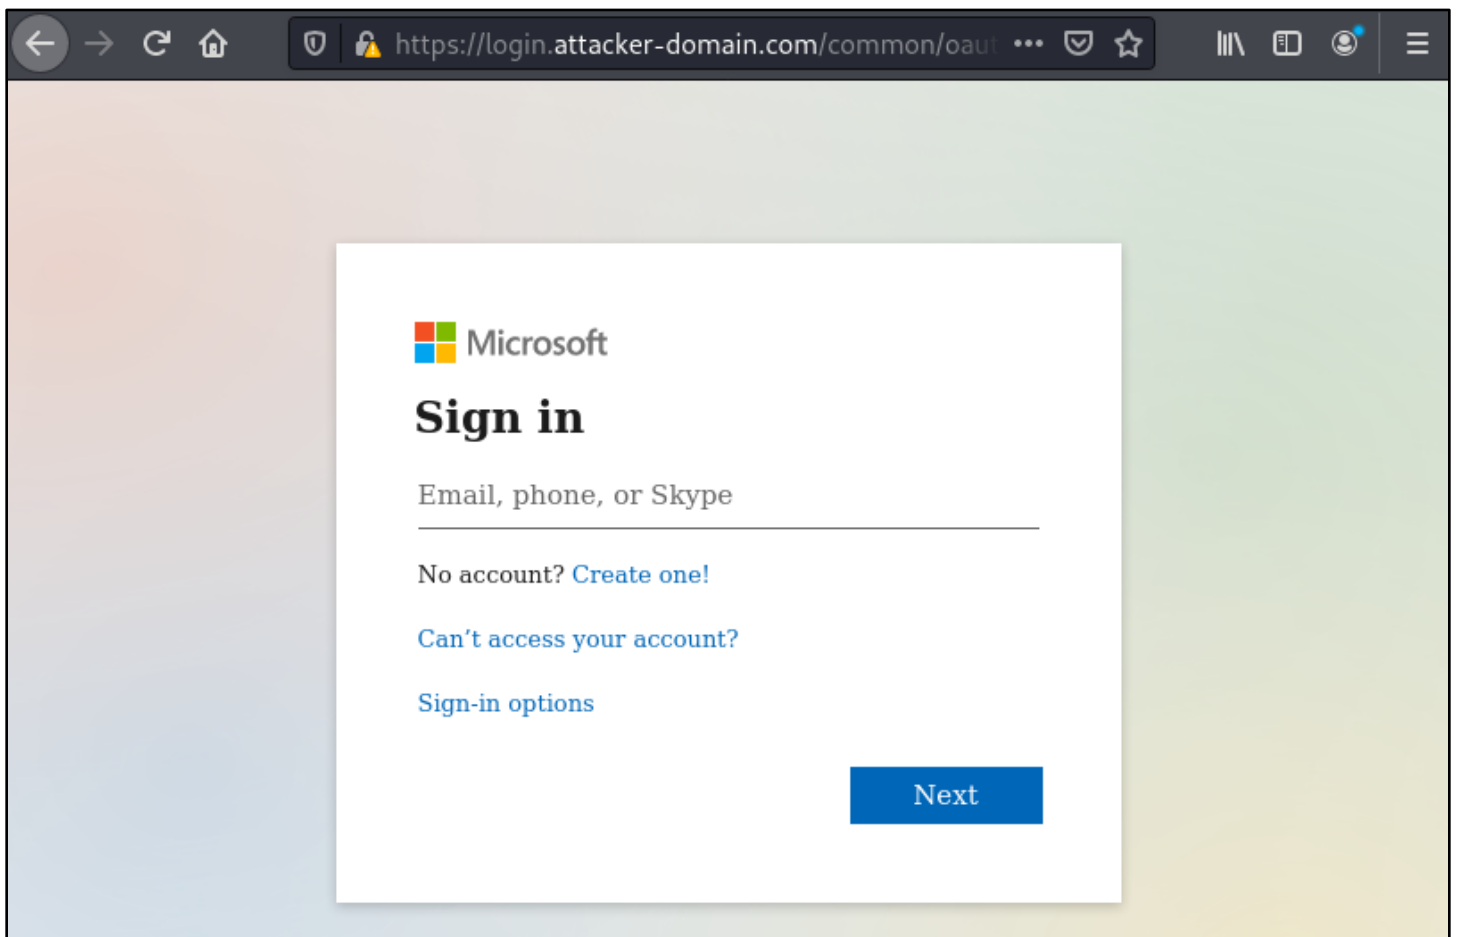 https://login.attacker-domain.com/common/oaut
Microsoft
Sign in
Email, phone, or Skype
No account? Create one!
Can’t access your account?
Sign-in options
Next